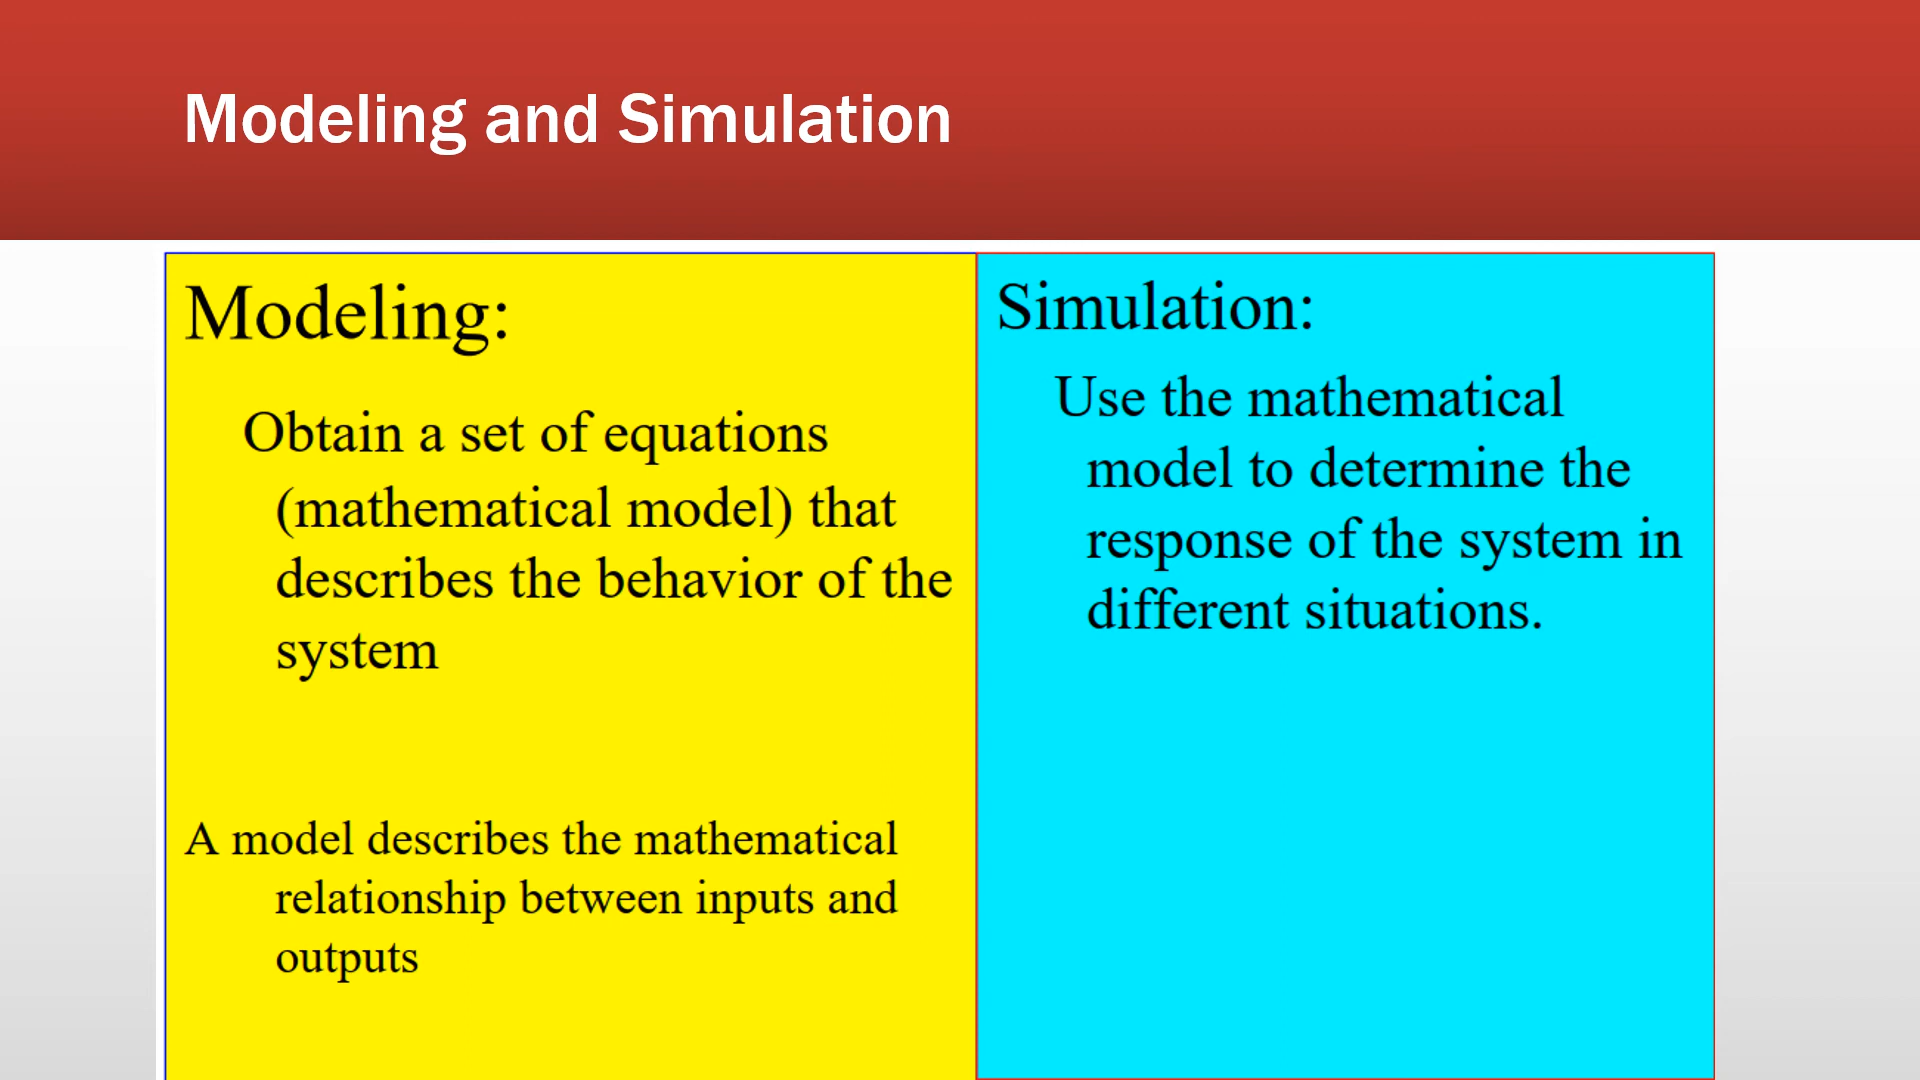 Modeling and Simulation
Modeling:
Obtain a set of equations
(mathematical model) that
describes the behavior of the
system
A model describes the mathematical
relationship between inputs and
outputs
Simulation:
Use the mathematical
model to determine the
response of the system in
different situations.